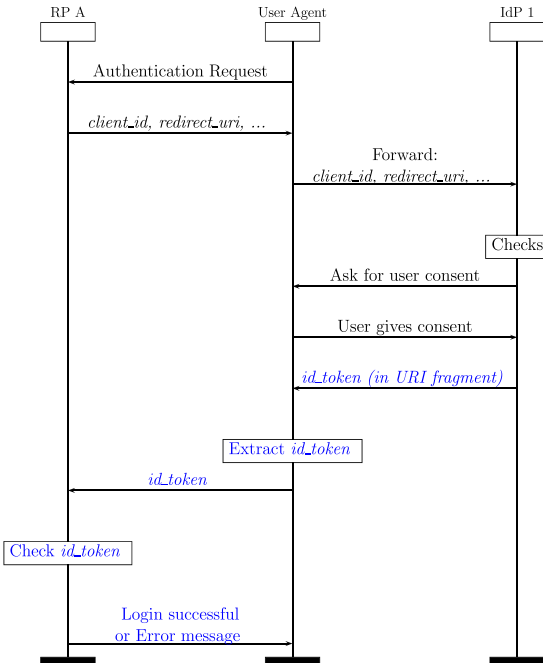 RP A
User Agent
IdP 1
Authentication Request
client_id, redirect_uri, ...
Forward:
client_id, redirect_uri, ...
Checks
Ask for user consent
User gives consent
id_token (in URI fragment)
Extract id_token
id_token
Check id_token
Login successful
or Error message